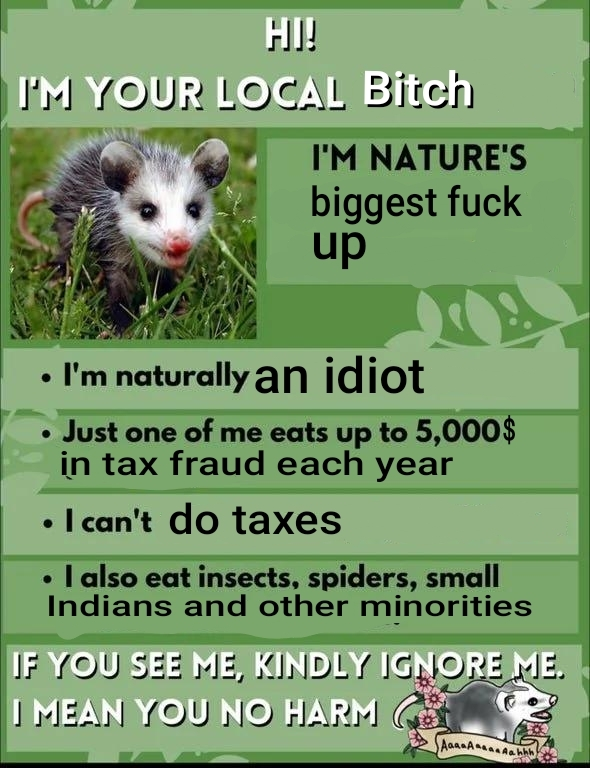 HI!
I'M YOUR LOCAL Bitch
I'M NATURE'S
biggest fuck
up
• I'm naturally an idiot
• Just one of me eats up to 5,000$
in tax fraud each year
• I can't do taxes
• I also eat insects, spiders, small
Indians and other minorities
IF YOU SEE ME, KINDLY IGNORE ME.
I MEAN YOU NO HARM
AaaaAaaaaAahhh